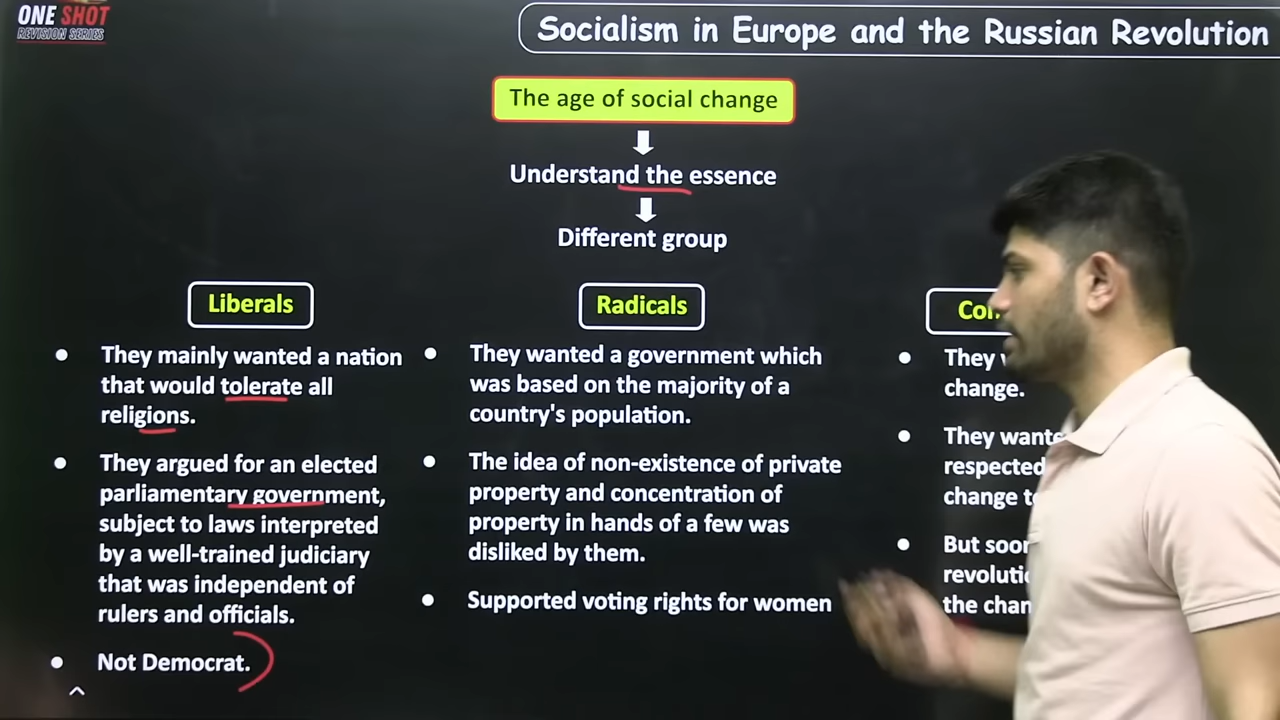 ONE SHOT
REVISION SERIES
Socialism in Europe and the Russian Revolution
The age of social change
Understand the essence
Different group
Liberals
• They mainly wanted a nation
that would tolerate all
religions.
• They argued for an elected
parliamentary government,
subject to laws interpreted
by a well-trained judiciary
that was independent of
rulers and officials.
• Not Democrat.
Radicals
• They wanted a government which
was based on the majority of a
country's population.
• The idea of non-existence of private
property and concentration of
property in hands of a few was
disliked by them.
• Supported voting rights for women
• They
change.
• They
respected
change
• But
the